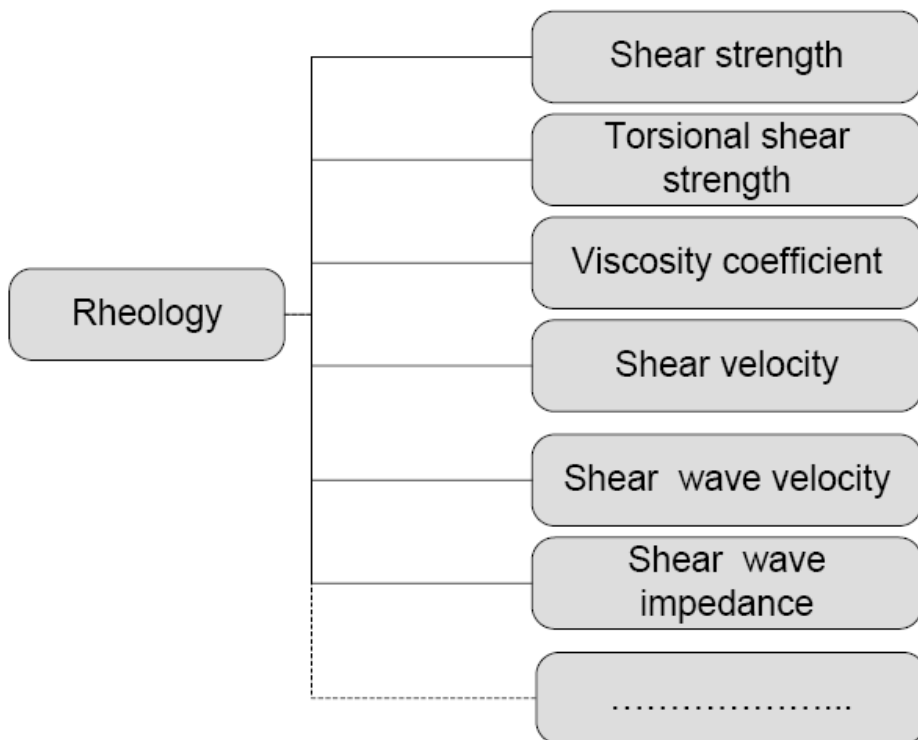 Shear strength
Torsional shear
strength
Viscosity coefficient
Rheology
Shear velocity
Shear  wave velocity
Shear  wave
impedance
…………………..